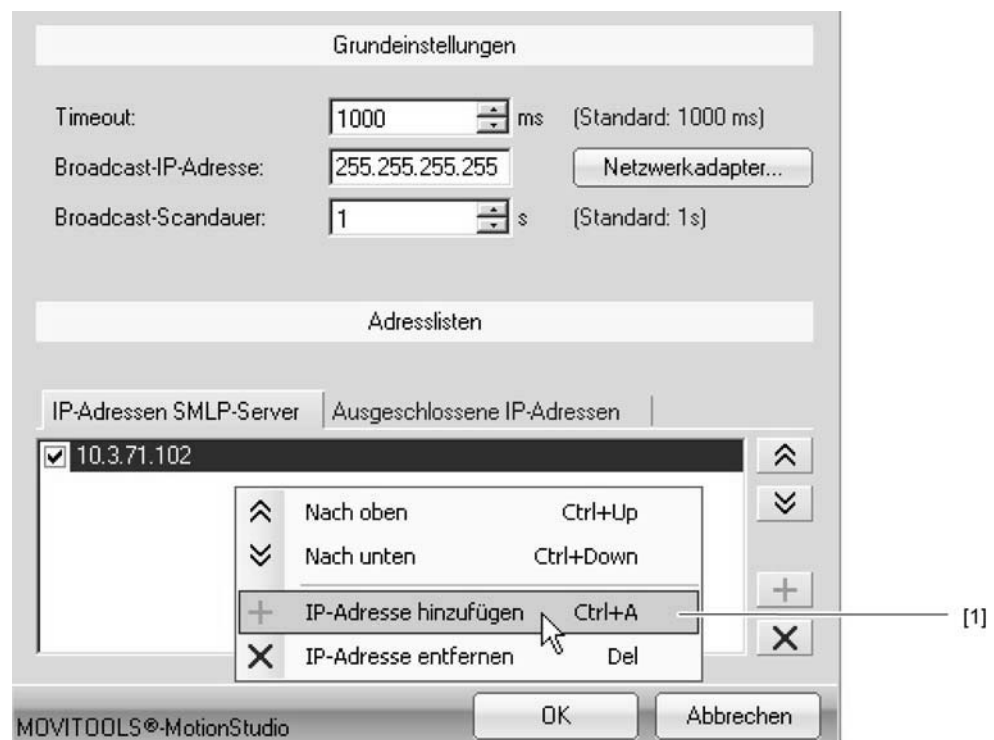 Grundeinstellungen
Timeout: 1000 ms (Standard: 1000 ms)
Broadcast-IP-Adresse: 255.255.255.255 Netzwerkadapter...
Broadcast-Scandauer: 1 s (Standard: 1s)
Adresslisten
IP-Adressen SMLP-Server Ausgeschlossene IP-Adressen
10.3.71.102
Nach oben Ctrl+Up
Nach unten Ctrl+Down
IP-Adresse hinzufügen Ctrl+A [1]
IP-Adresse entfernen Del
MOVITOOLS®-MotionStudio OK Abbrechen